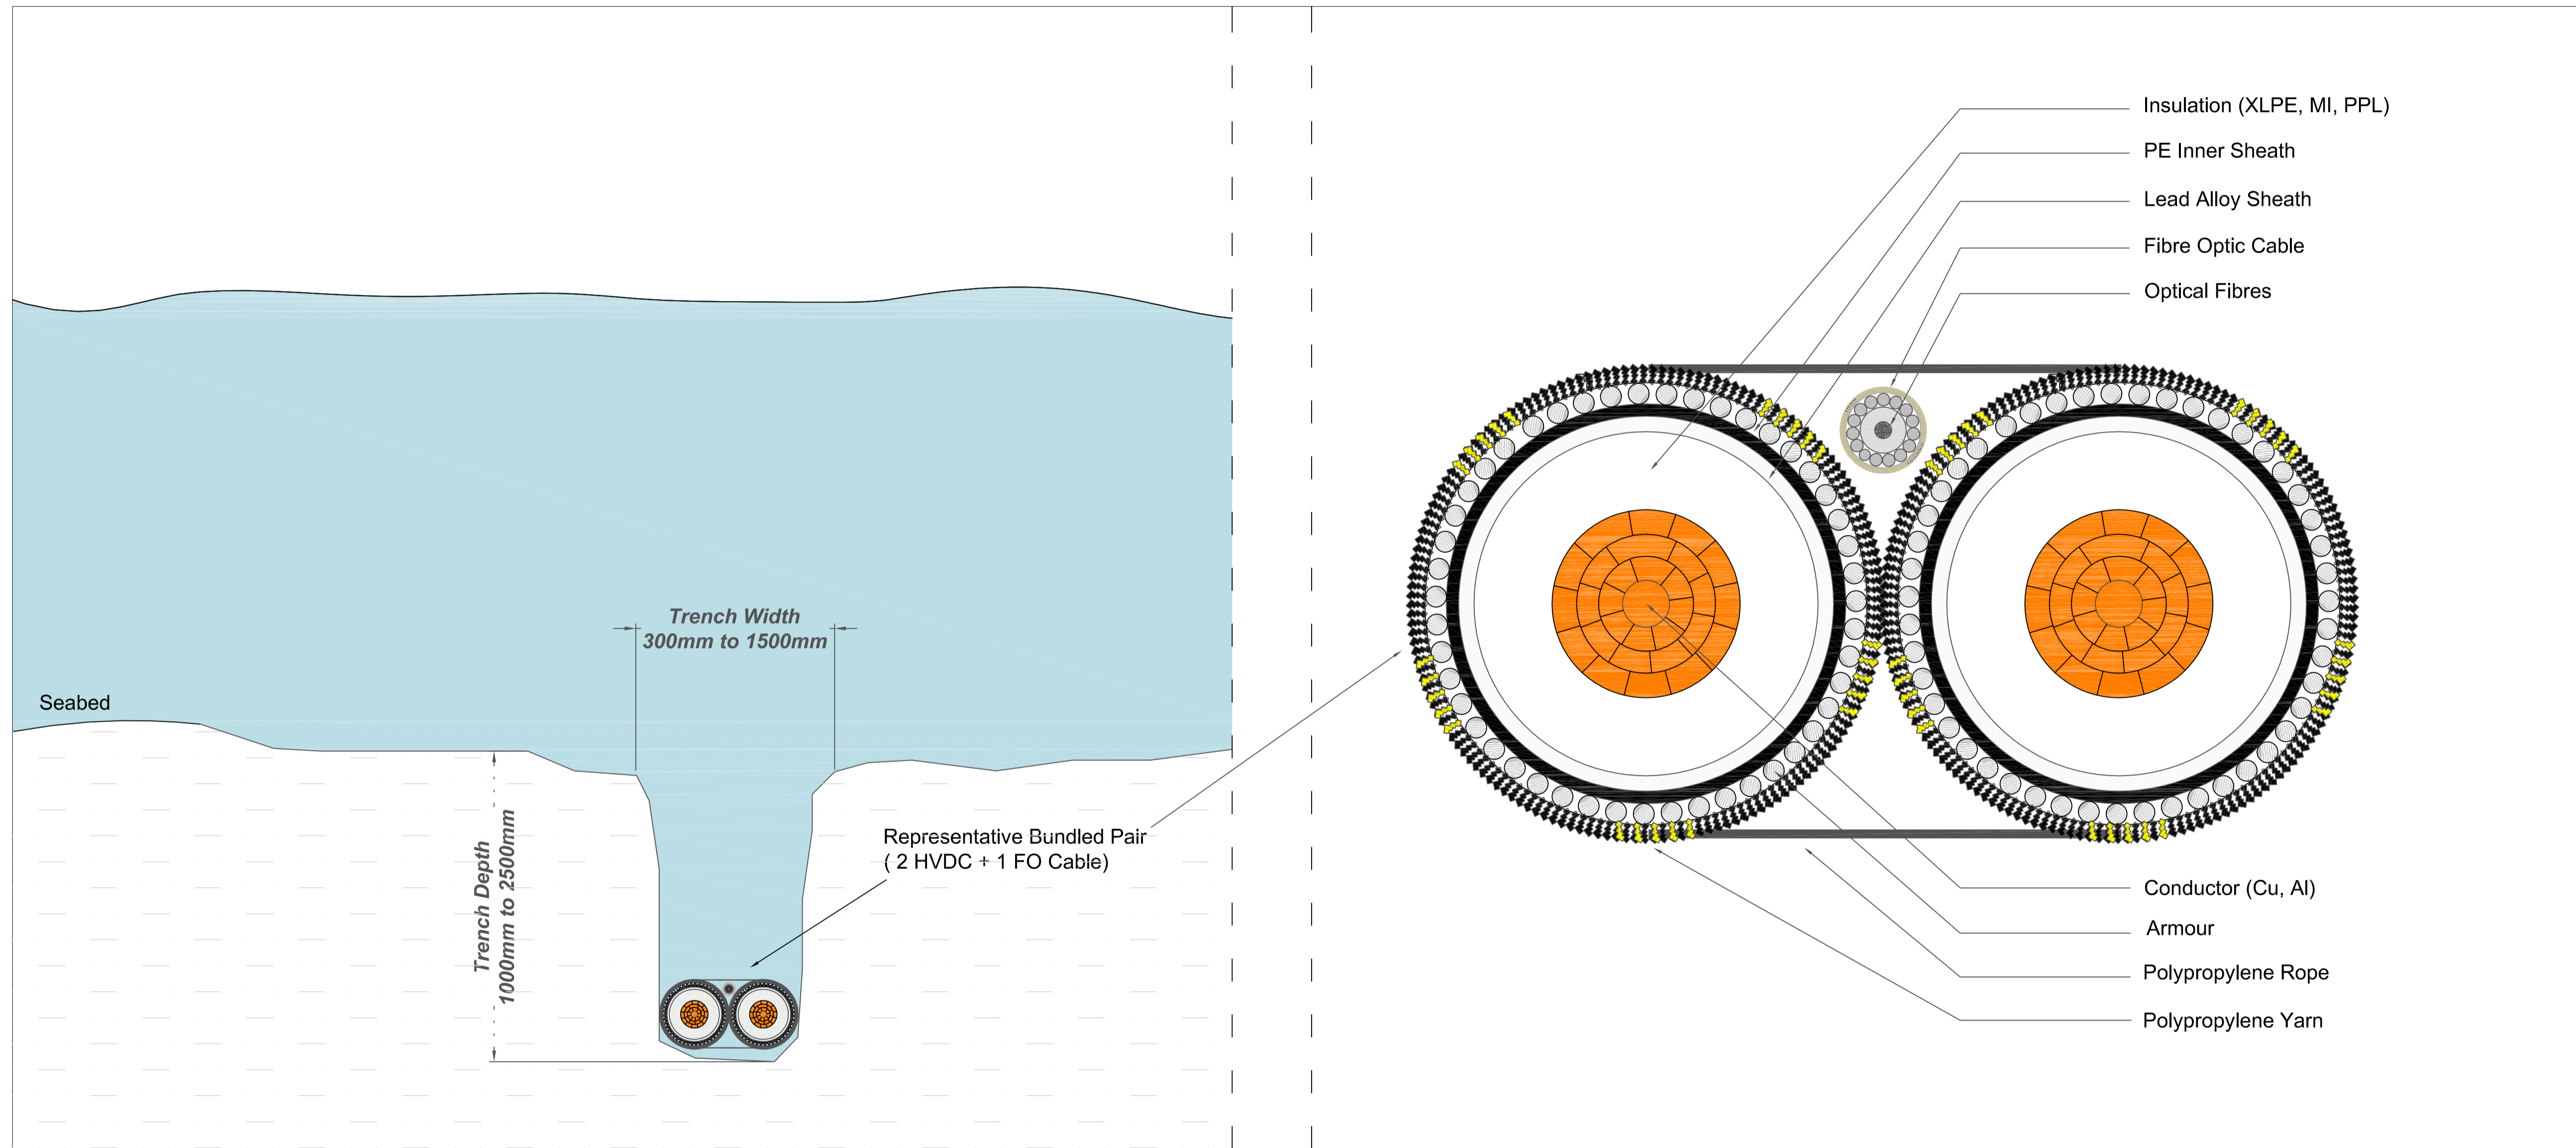 Insulation (XLPE, MI, PPL)
PE Inner Sheath
Lead Alloy Sheath
Fibre Optic Cable
Optical Fibres
Trench Width
300mm to 1500mm
Seabed
Trench Depth
1000mm to 2500mm
Representative Bundled Pair
( 2 HVDC + 1 FO Cable)
Conductor (Cu, Al)
Armour
Polypropylene Rope
Polypropylene Yarn